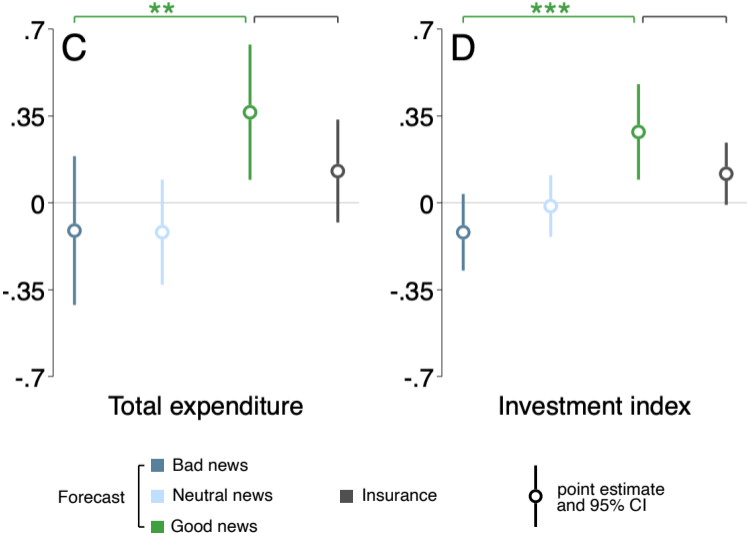 ** ***
.7 C .7 D
.35 .35
0 0
-.35 -.35
-.7 -.7
Total expenditure Investment index
Bad news
Forecast Neutral news Insurance point estimate
and 95% CI
Good news